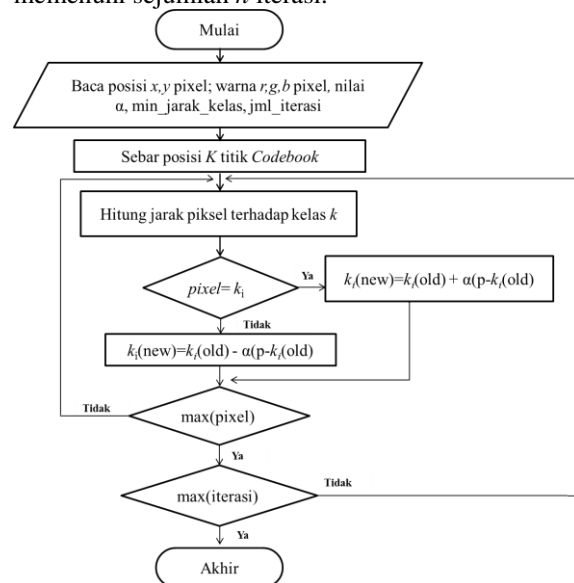 memenuhi sejumlah n iterasi.
Mulai
Baca posisi x,y pixel; warna r,g,b pixel, nilai
α, min_jarak_kelas, jml_iterasi
Sebar posisi K titik Codebook
Hitung jarak piksel terhadap kelas k
pixel= ki
Ya
ki(new)=ki(old) + α(p-ki(old)
Tidak
ki(new)=ki(old) - α(p-ki(old)
Tidak
max(pixel)
Ya
max(iterasi)
Tidak
Ya
Akhir